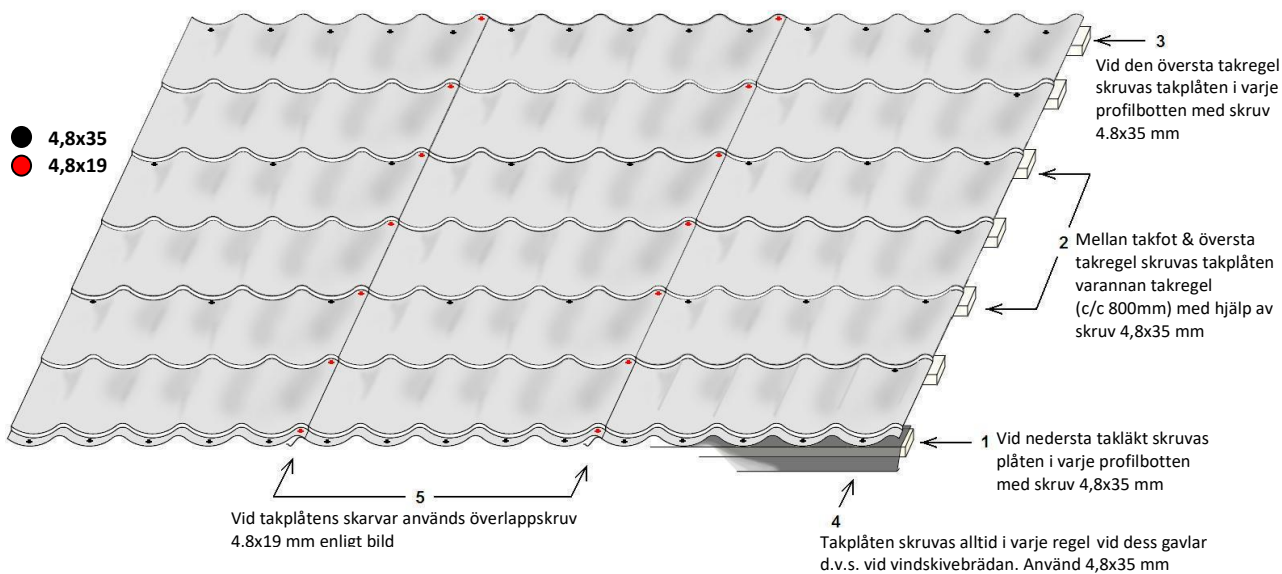 3
Vid den översta takregel
skruvas takplåten i varje
profilbotten med skruv
4.8x35 mm
4,8x35
4,8x19
2 Mellan takfot & översta
takregel skruvas takplåten
varannan takregel
(c/c 800mm) med hjälp av
skruv 4,8x35 mm
1 Vid nedersta takläkt skruvas
plåten i varje profilbotten
med skruv 4,8x35 mm
5
Vid takplåtens skarvar används överlappskruv
4.8x19 mm enligt bild
4
Takplåten skruvas alltid i varje regel vid dess gavlar
d.v.s. vid vindskivebrädan. Använd 4,8x35 mm